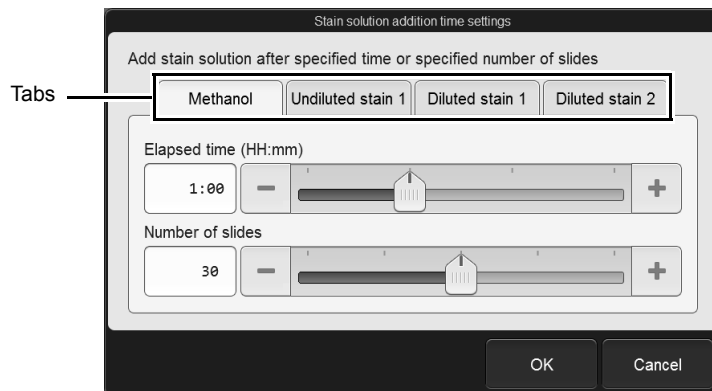 Stain solution addition time settings
Add stain solution after specified time or specified number of slides
Tabs
Methanol Undiluted stain 1 Diluted stain 1 Diluted stain 2
Elapsed time (HH:mm)
1:00
Number of slides
30
OK Cancel